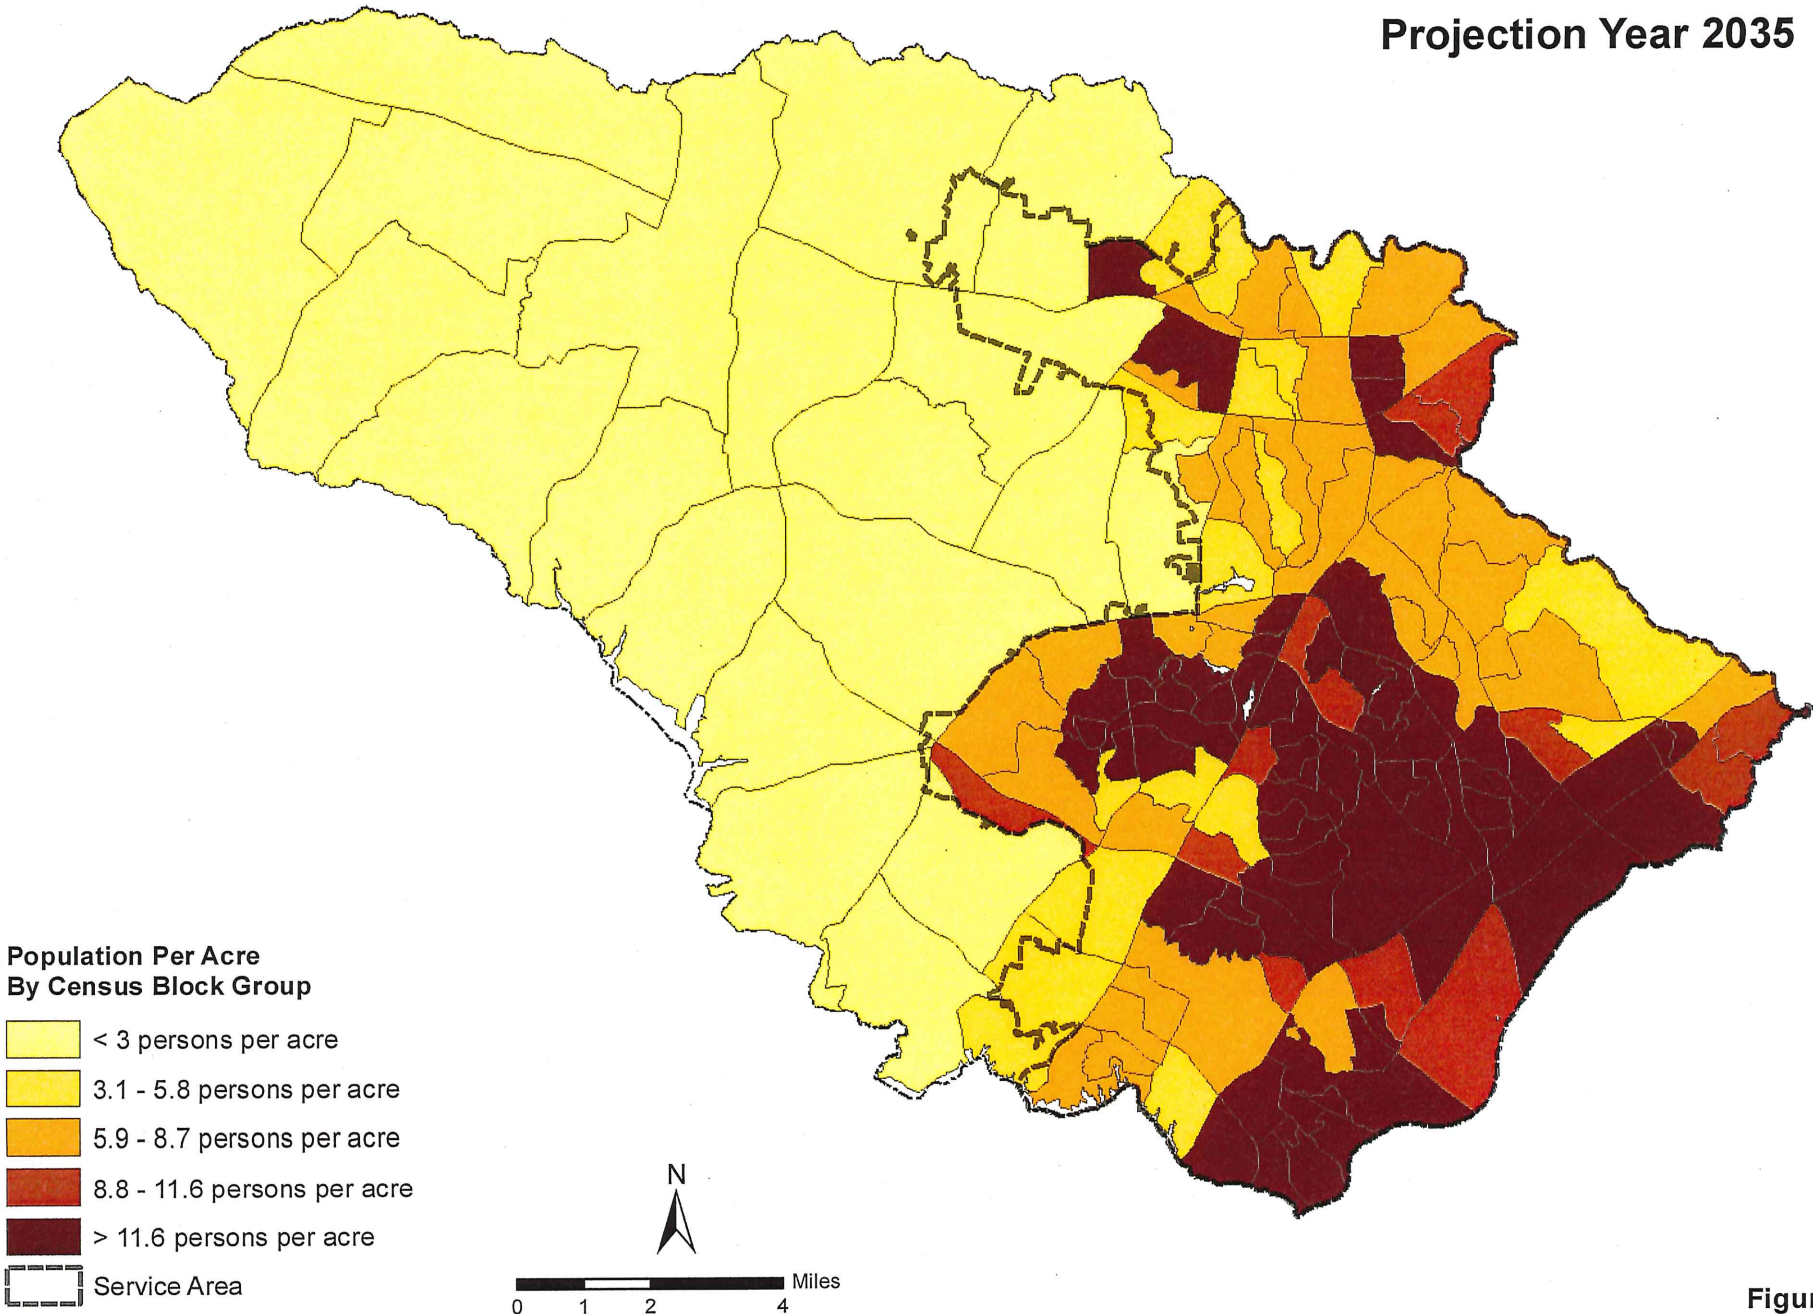 Projection Year 2035
Population Per Acre
By Census Block Group
< 3 persons per acre
3.1 - 5.8 persons per acre
5.9 - 8.7 persons per acre
8.8 - 11.6 persons per acre
> 11.6 persons per acre
Service Area
N
Miles
0 1 2 4